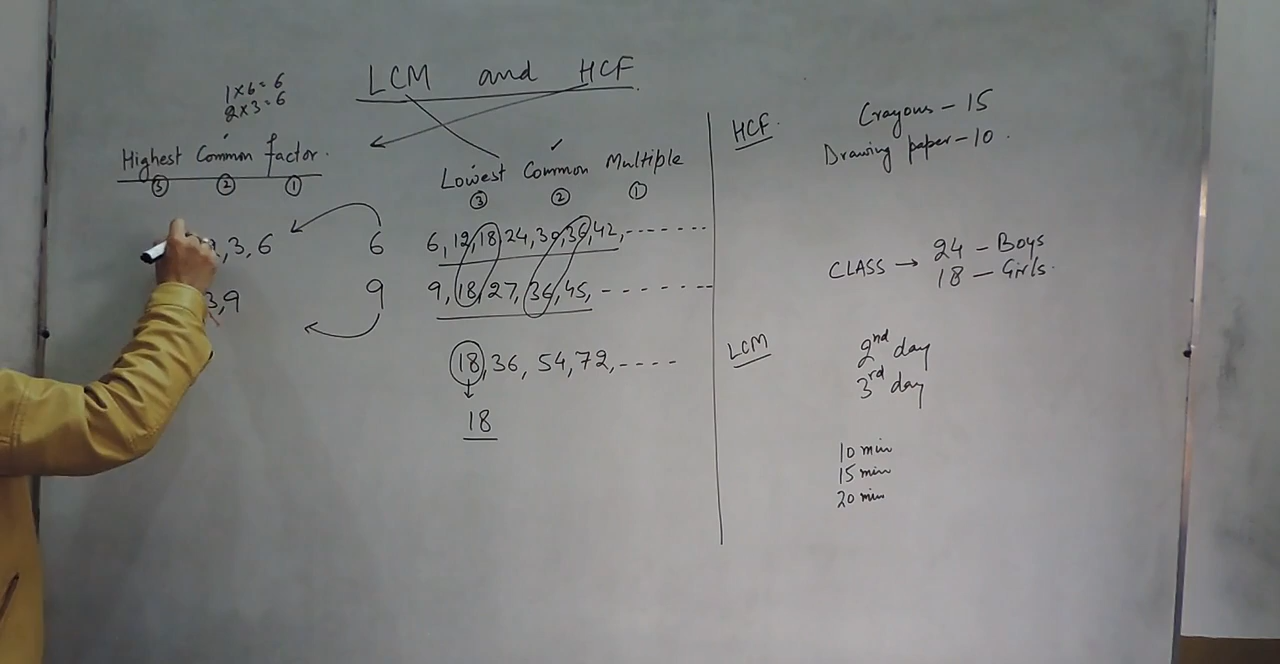 LCM and HCF
1×6=6
2×3=6
Highest Common factor.
③ ② ①
Lowest Common Multiple
③ ② ①
2,3,6
3,9
6 6,12,18,24,30,36,42,-------
9 9,18,27,36,45,--------
18,36,54,72,----
18
HCF.
Crayons - 15
Drawing paper - 10.
CLASS → 24 - Boys
18 - Girls.
LCM
2nd day
3rd day
10 min
15 min
20 min